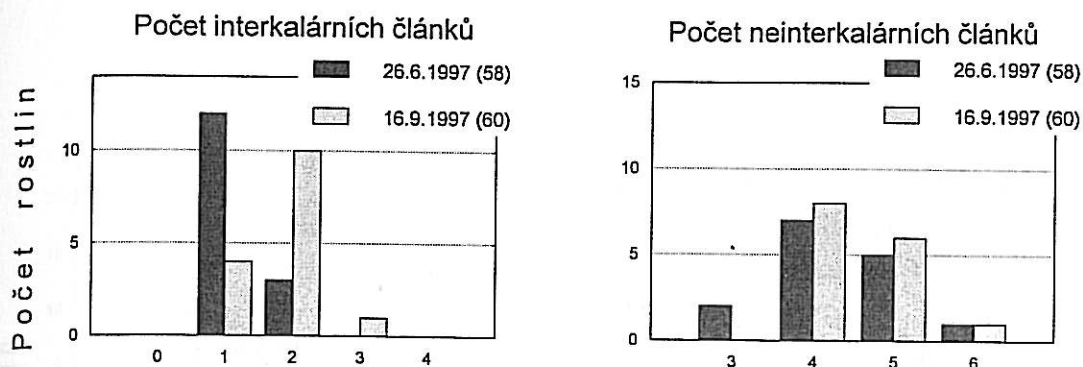 Počet interkalárních článků
26.6.1997 (58)
16.9.1997 (60)
Počet rostlin
10
5
0
0 1 2 3 4
Počet neinterkalárních článků
26.6.1997 (58)
16.9.1997 (60)
15
10
5
0
3 4 5 6